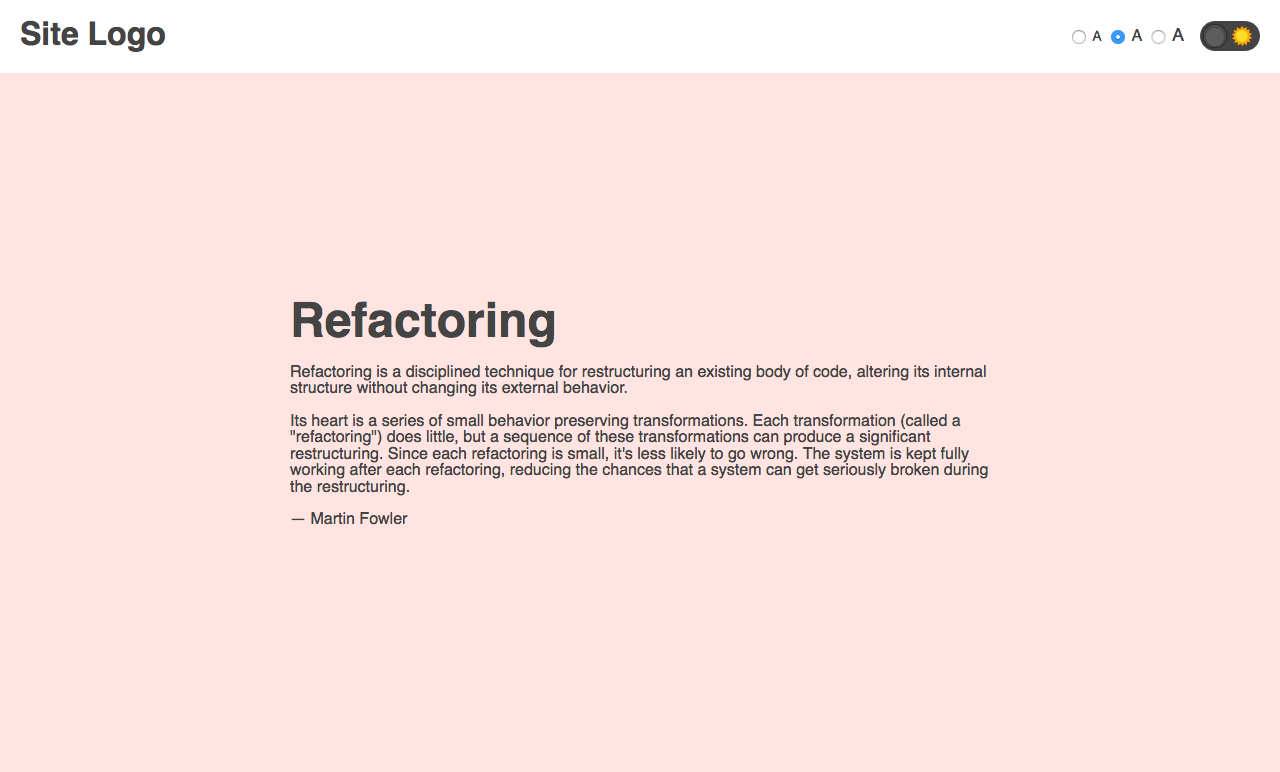 Site Logo
A A A
Refactoring
Refactoring is a disciplined technique for restructuring an existing body of code, altering its internal
structure without changing its external behavior.
Its heart is a series of small behavior preserving transformations. Each transformation (called a
"refactoring") does little, but a sequence of these transformations can produce a significant
restructuring. Since each refactoring is small, it's less likely to go wrong. The system is kept fully
working after each refactoring, reducing the chances that a system can get seriously broken during
the restructuring.
— Martin Fowler